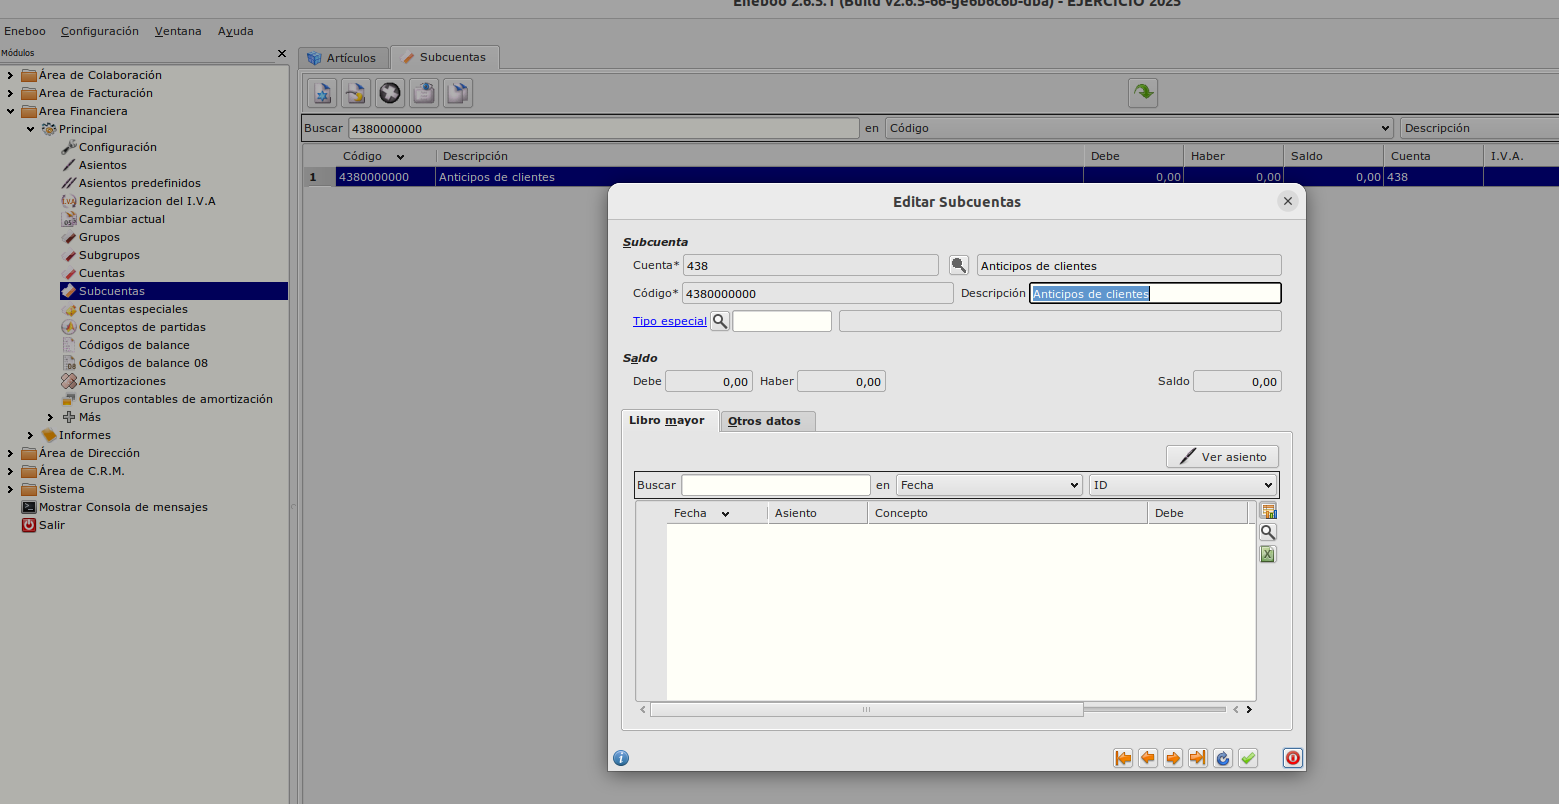 Eneboo 2.6.5.1 (Build v2.6.5-66-ge6b6c6b-dba) - EJERCICIO 2025
Eneboo Configuración Ventana Ayuda
Módulos
Área de Colaboración
Área de Facturación
Area Financiera
Principal
Configuración
Asientos
Asientos predefinidos
Regularizacion del I.V.A
Cambiar actual
Grupos
Subgrupos
Cuentas
Subcuentas
Cuentas especiales
Conceptos de partidas
Códigos de balance
Códigos de balance 08
Amortizaciones
Grupos contables de amortización
Más
Informes
Área de Dirección
Área de C.R.M.
Sistema
Mostrar Consola de mensajes
Salir
Artículos Subcuentas
Buscar 4380000000 en Código Descripción
Código Descripción Debe Haber Saldo Cuenta I.V.A.
1 4380000000 Anticipos de clientes 0,00 0,00 0,00 438
Editar Subcuentas
Subcuenta
Cuenta* 438 Anticipos de clientes
Código* 4380000000 Descripción Anticipos de clientes
Tipo especial
Saldo
Debe 0,00 Haber 0,00 Saldo 0,00
Libro mayor Otros datos
Ver asiento
Buscar en Fecha ID
Fecha Asiento Concepto Debe